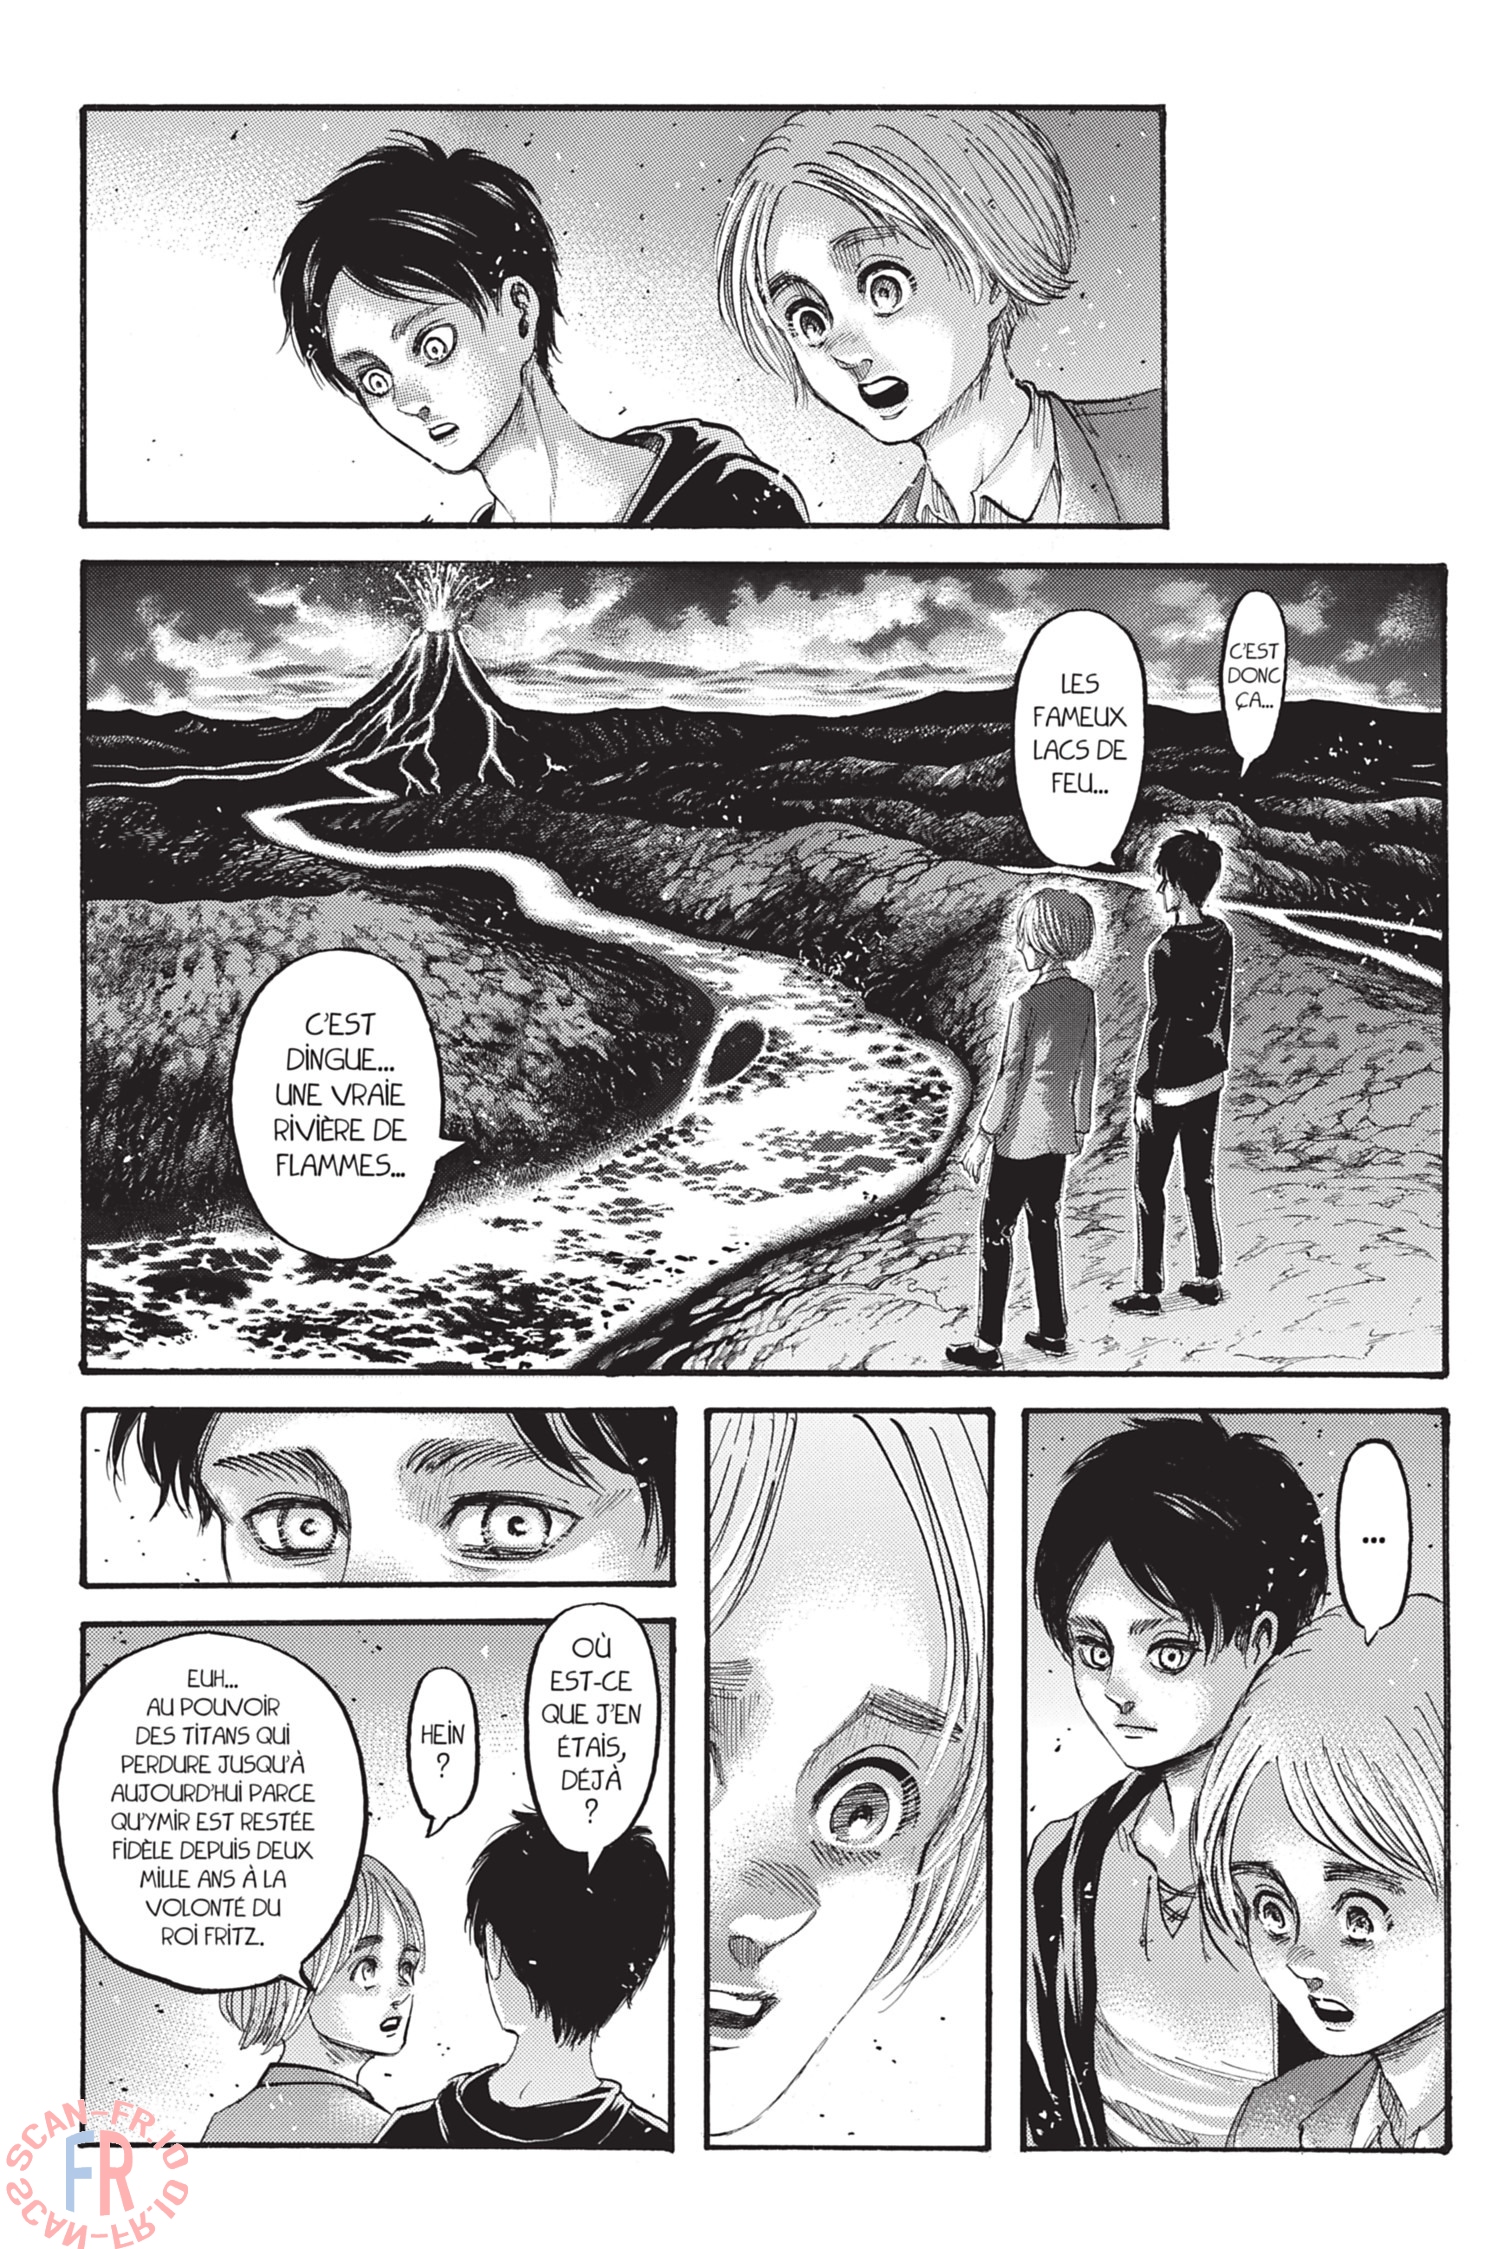 C'EST
DONC
ÇA...
LES
FAMEUX
LACS DE
FEU...
C'EST
DINGUE...
UNE VRAIE
RIVIÈRE DE
FLAMMES...
...
OÙ
EST-CE
QUE J'EN
ÉTAIS,
DÉJÀ
?
HEIN
?
EUH...
AU POUVOIR
DES TITANS QUI
PERDURE JUSQU'À
AUJOURD'HUI PARCE
QU'YMIR EST RESTÉE
FIDÈLE DEPUIS DEUX
MILLE ANS À LA
VOLONTÉ DU
ROI FRITZ.
SCAN-FR.IO
FR
SCAN-FR.IO